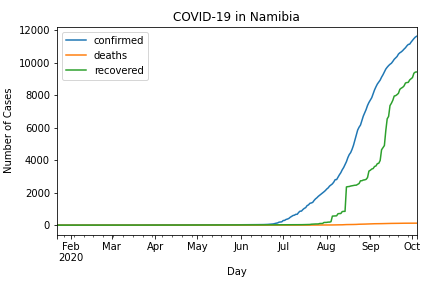 COVID-19 in Namibia
12000
10000
8000
6000
4000
2000
0
Number of Cases
confirmed
deaths
recovered
Feb Mar Apr May Jun Jul Aug Sep Oct
2020
Day